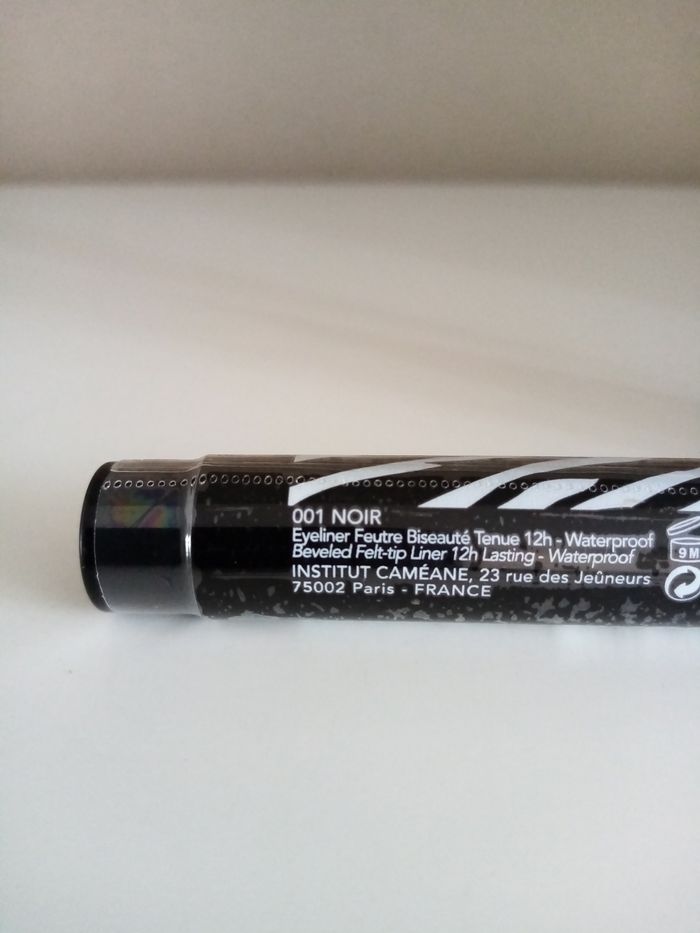 001 NOIR
Eyeliner Feutre Biseauté Tenue 12h - Waterproof
Beveled Felt-tip Liner 12h Lasting - Waterproof
INSTITUT CAMÉANE, 23 rue des Jeûneurs
75002 Paris - FRANCE
9 M